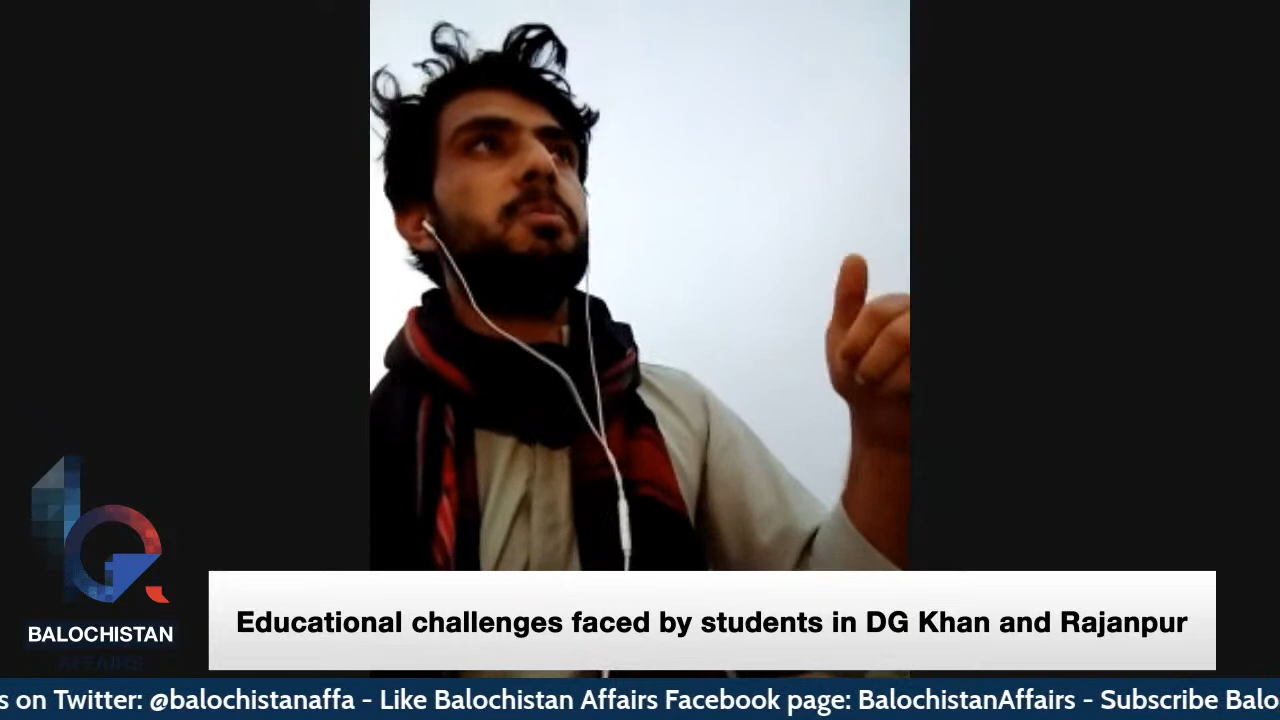 BALOCHISTAN
AFFAIRS
Educational challenges faced by students in DG Khan and Rajanpur
s on Twitter: @balochistanaffa - Like Balochistan Affairs Facebook page: BalochistanAffairs - Subscribe Balo